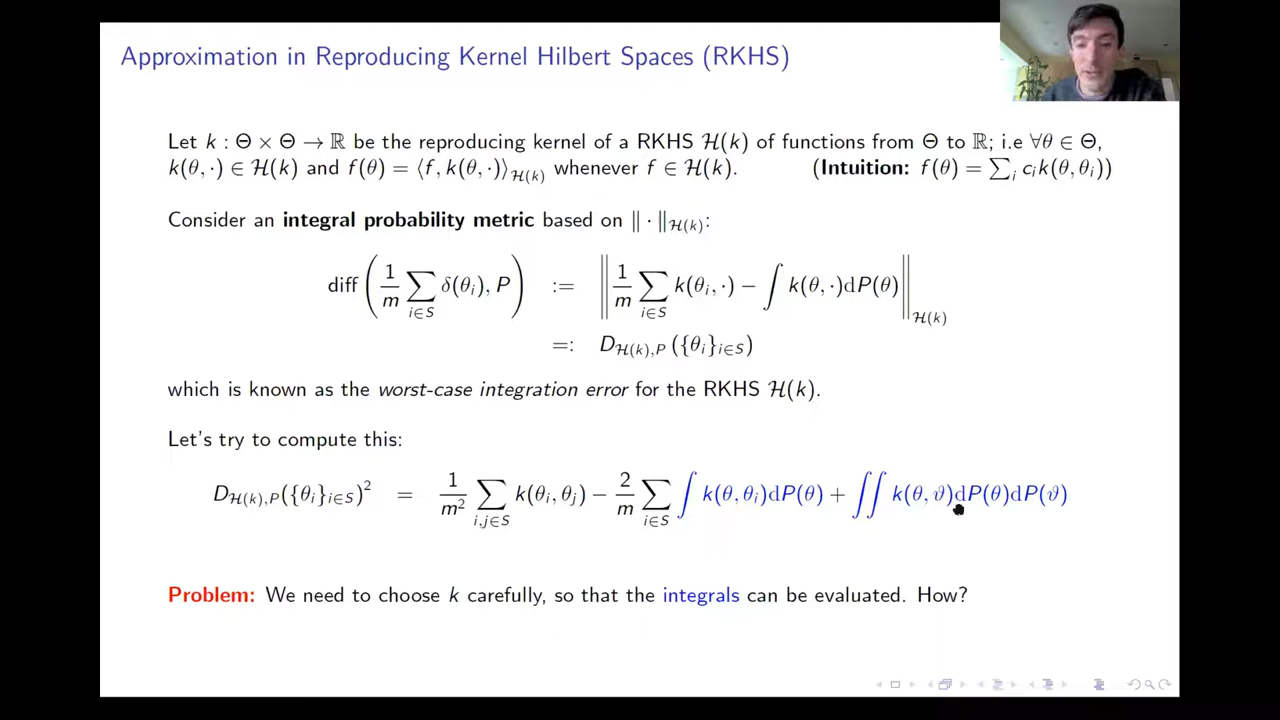 Approximation in Reproducing Kernel Hilbert Spaces (RKHS)
Let k : Θ × Θ → ℝ be the reproducing kernel of a RKHS ℋ(k) of functions from Θ to ℝ; i.e ∀θ ∈ Θ,
k(θ, ·) ∈ ℋ(k) and f(θ) = ⟨f, k(θ, ·)⟩_ℋ(k) whenever f ∈ ℋ(k). (Intuition: f(θ) = ∑_i c_i k(θ, θ_i))
Consider an integral probability metric based on ‖ · ‖_ℋ(k):
diff ( 1/m ∑_{i∈S} δ(θ_i), P ) := ‖ 1/m ∑_{i∈S} k(θ_i, ·) − ∫ k(θ, ·)dP(θ) ‖_ℋ(k)
=: D_{ℋ(k),P} ({θ_i}_{i∈S})
which is known as the worst-case integration error for the RKHS ℋ(k).
Let's try to compute this:
D_{ℋ(k),P}({θ_i}_{i∈S})² = 1/m² ∑_{i,j∈S} k(θ_i, θ_j) − 2/m ∑_{i∈S} ∫ k(θ, θ_i)dP(θ) + ∬ k(θ, ϑ)dP(θ)dP(ϑ)
Problem: We need to choose k carefully, so that the integrals can be evaluated. How?